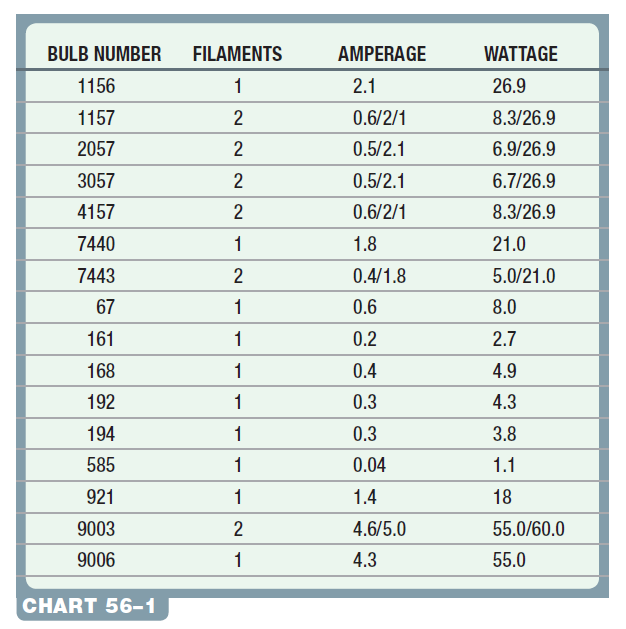 BULB NUMBER FILAMENTS AMPERAGE WATTAGE
1156 1 2.1 26.9
1157 2 0.6/2/1 8.3/26.9
2057 2 0.5/2.1 6.9/26.9
3057 2 0.5/2.1 6.7/26.9
4157 2 0.6/2/1 8.3/26.9
7440 1 1.8 21.0
7443 2 0.4/1.8 5.0/21.0
67 1 0.6 8.0
161 1 0.2 2.7
168 1 0.4 4.9
192 1 0.3 4.3
194 1 0.3 3.8
585 1 0.04 1.1
921 1 1.4 18
9003 2 4.6/5.0 55.0/60.0
9006 1 4.3 55.0
CHART 56–1